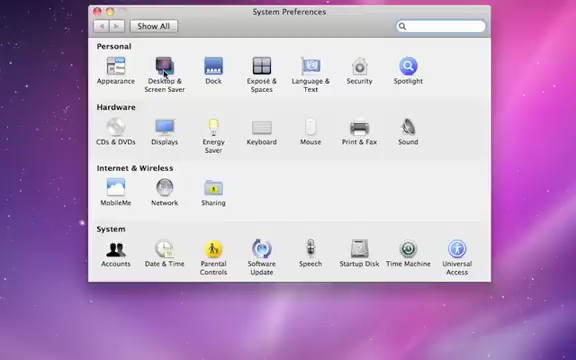 System Preferences
Show All
Personal
Appearance
Desktop &
Screen Saver
Dock
Exposé &
Spaces
Language &
Text
Security
Spotlight
Hardware
CDs & DVDs
Displays
Energy
Saver
Keyboard
Mouse
Print & Fax
Sound
Internet & Wireless
MobileMe
Network
Sharing
System
Accounts
Date & Time
Parental
Controls
Software
Update
Speech
Startup Disk
Time Machine
Universal
Access